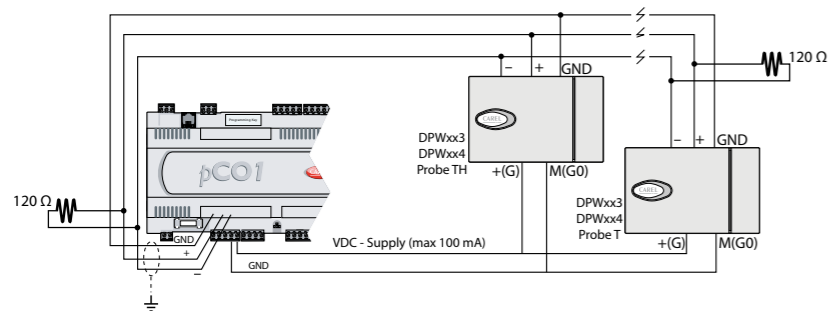 120 Ω
− + GND
CAREL
DPWxx3
DPWxx4
Probe TH
+(G) M(G0)
− + GND
CAREL
DPWxx3
DPWxx4
Probe T
+(G) M(G0)
Programming Key
pCO1
120 Ω
GND
+
−
VDC - Supply (max 100 mA)
GND